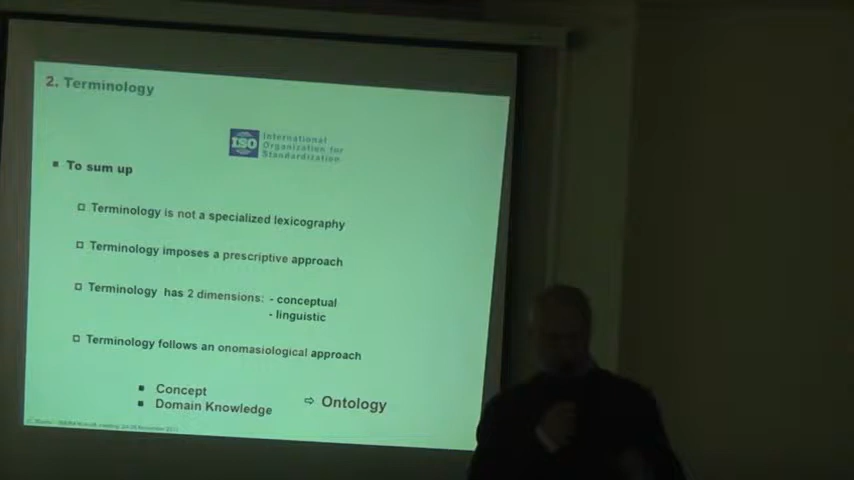 2. Terminology
ISO
International
Organization for
Standardization
To sum up
Terminology is not a specialized lexicography
Terminology imposes a prescriptive approach
Terminology has 2 dimensions: - conceptual
- linguistic
Terminology follows an onomasiological approach
Concept
Domain Knowledge
⇨ Ontology